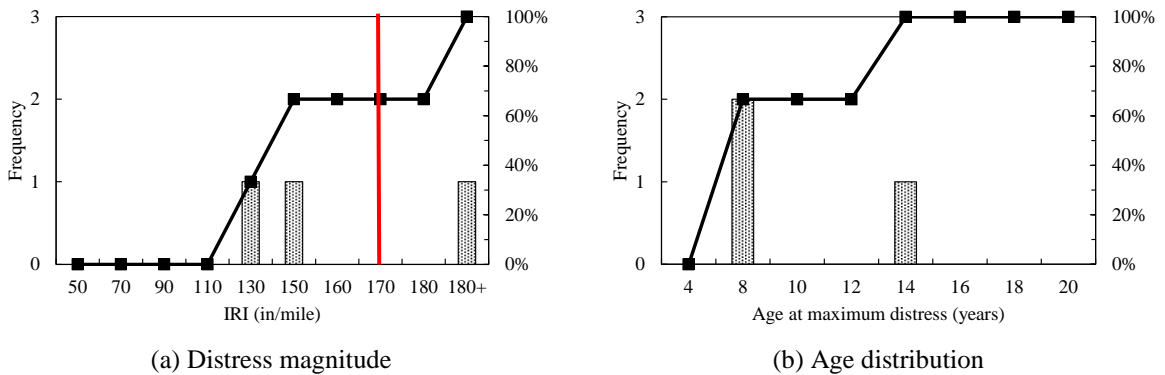 3
2
1
0
Frequency
100%
80%
60%
40%
20%
0%
50 70 90 110 130 150 160 170 180 180+
IRI (in/mile)
(a) Distress magnitude
3
2
1
0
Frequency
100%
80%
60%
40%
20%
0%
4 8 10 12 14 16 18 20
Age at maximum distress (years)
(b) Age distribution